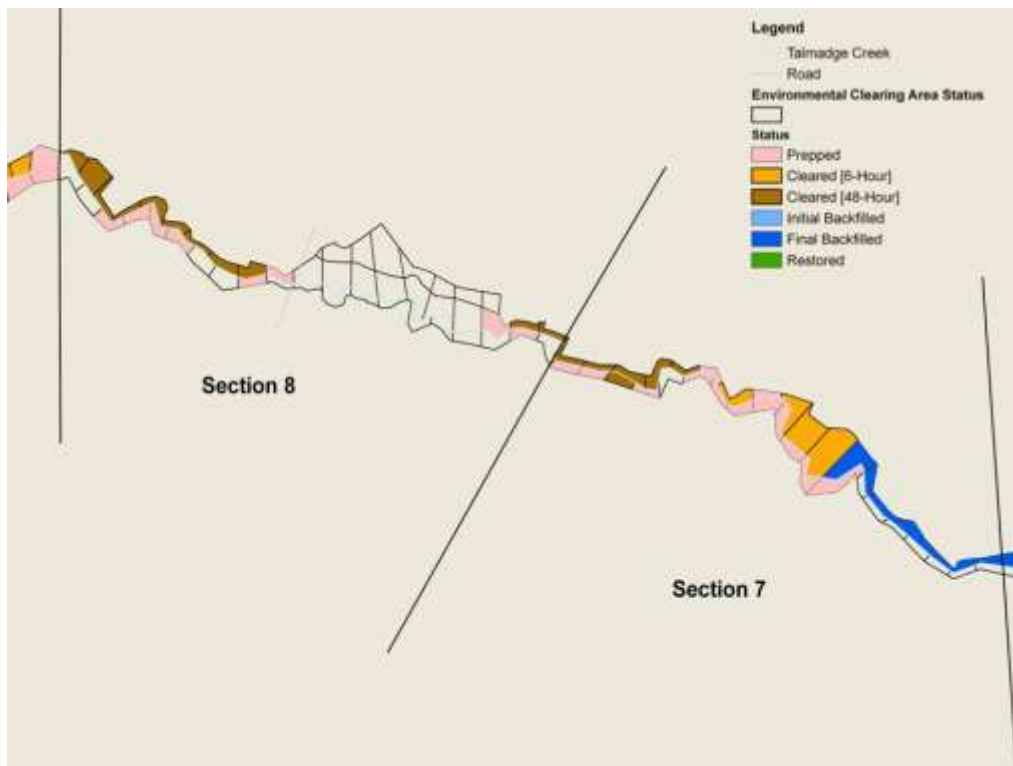 Legend
Talmadge Creek
Road
Environmental Clearing Area Status
Status
Prepped
Cleared [6-Hour]
Cleared [48-Hour]
Initial Backfilled
Final Backfilled
Restored
Section 8
Section 7